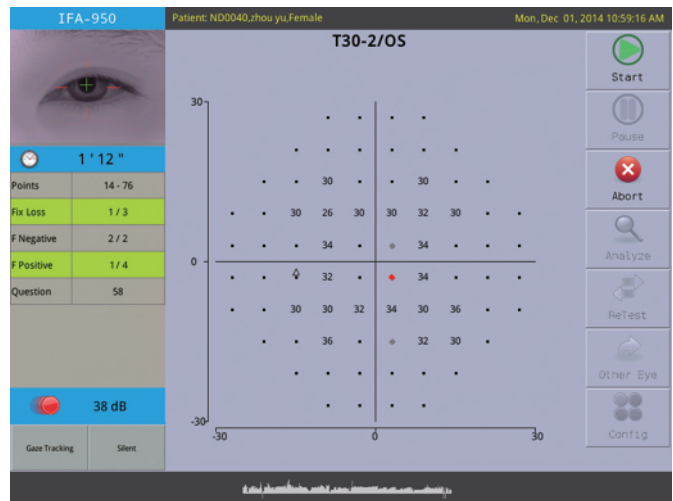 IFA-950
Patient: ND0040,zhou yu,Female
Mon, Dec 01, 2014 10:59:16 AM
T30-2/OS
1 ' 12 "
Points 14 - 76
Fix Loss 1 / 3
F Negative 2 / 2
F Positive 1 / 4
Question 58
38 dB
Gaze Tracking
Silent
30
30 30
30 26 30 30 32 30
34 34
0
32 34
30 30 32 34 30 36
36 32 30
-30
-30 0 30
Start
Pause
Abort
Analyze
ReTest
Other Eye
Config